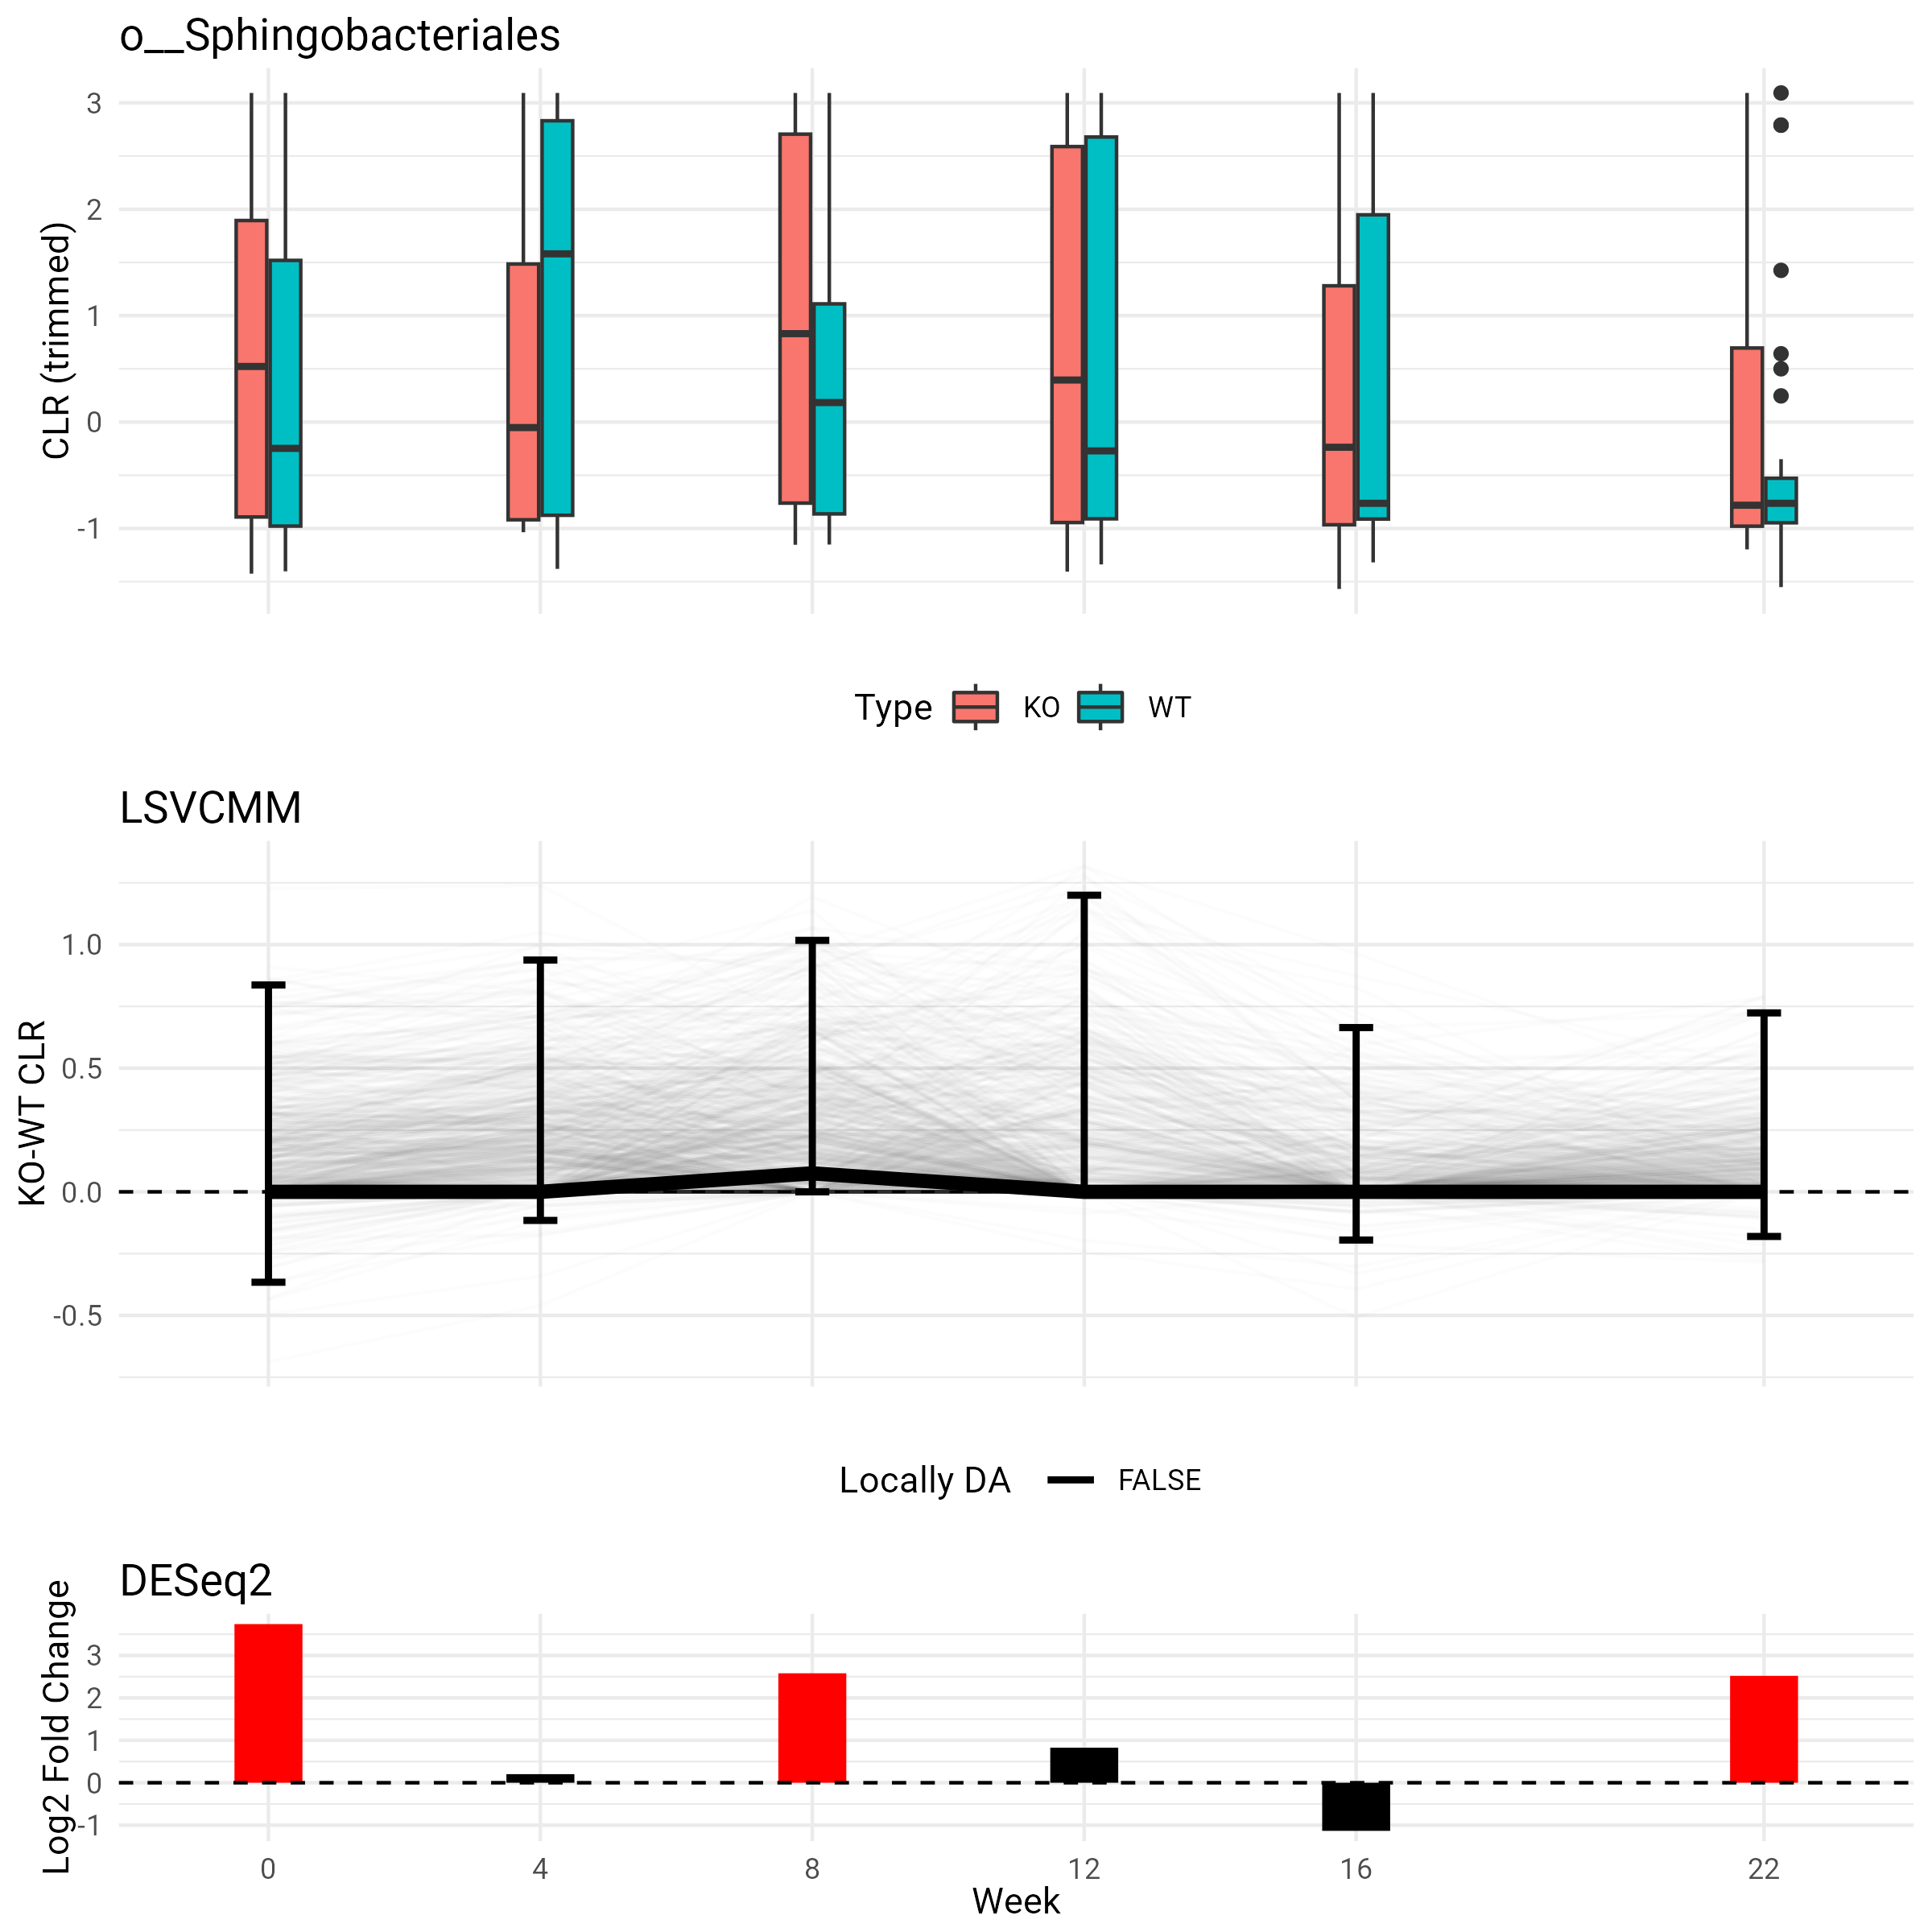 o__Sphingobacteriales
CLR (trimmed)
3
2
1
0
-1
Type KO WT
LSVCMM
KO-WT CLR
1.0
0.5
0.0
-0.5
Locally DA FALSE
DESeq2
Log2 Fold Change
3
2
1
0
-1
0 4 8 12 16 22
Week